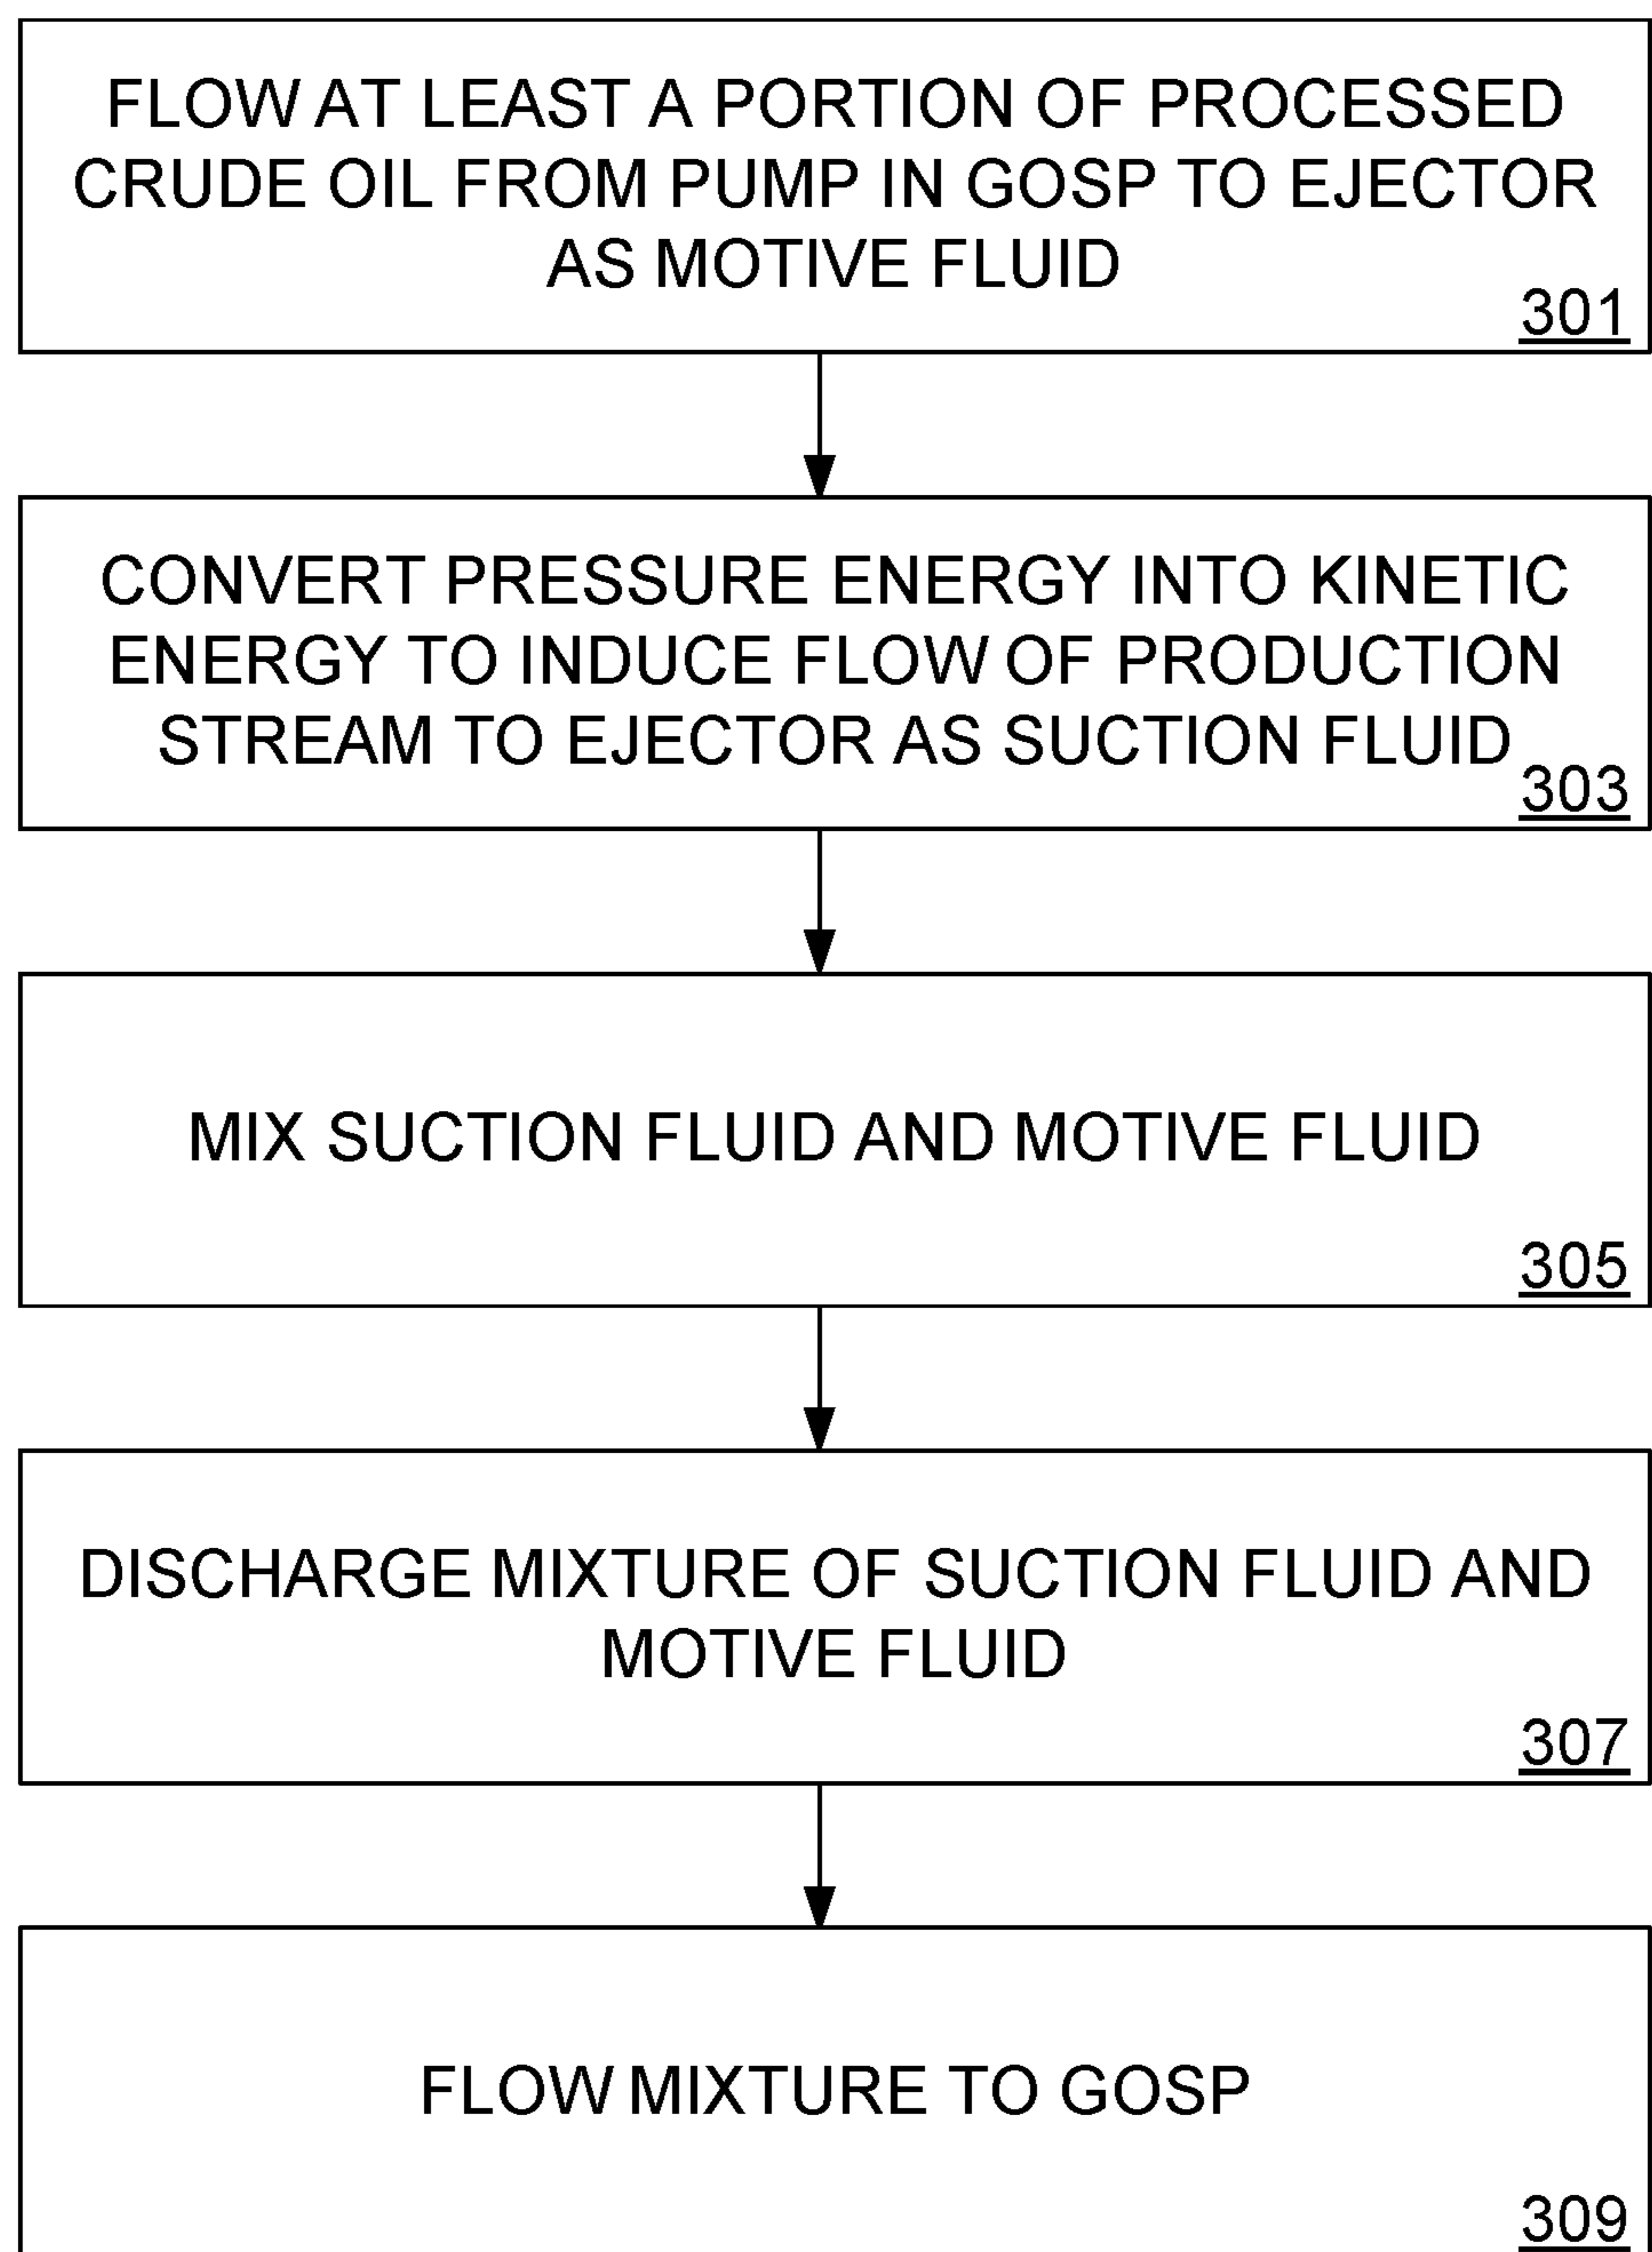 FLOW AT LEAST A PORTION OF PROCESSED
CRUDE OIL FROM PUMP IN GOSP TO EJECTOR
AS MOTIVE FLUID
301
CONVERT PRESSURE ENERGY INTO KINETIC
ENERGY TO INDUCE FLOW OF PRODUCTION
STREAM TO EJECTOR AS SUCTION FLUID
303
MIX SUCTION FLUID AND MOTIVE FLUID
305
DISCHARGE MIXTURE OF SUCTION FLUID AND
MOTIVE FLUID
307
FLOW MIXTURE TO GOSP
309